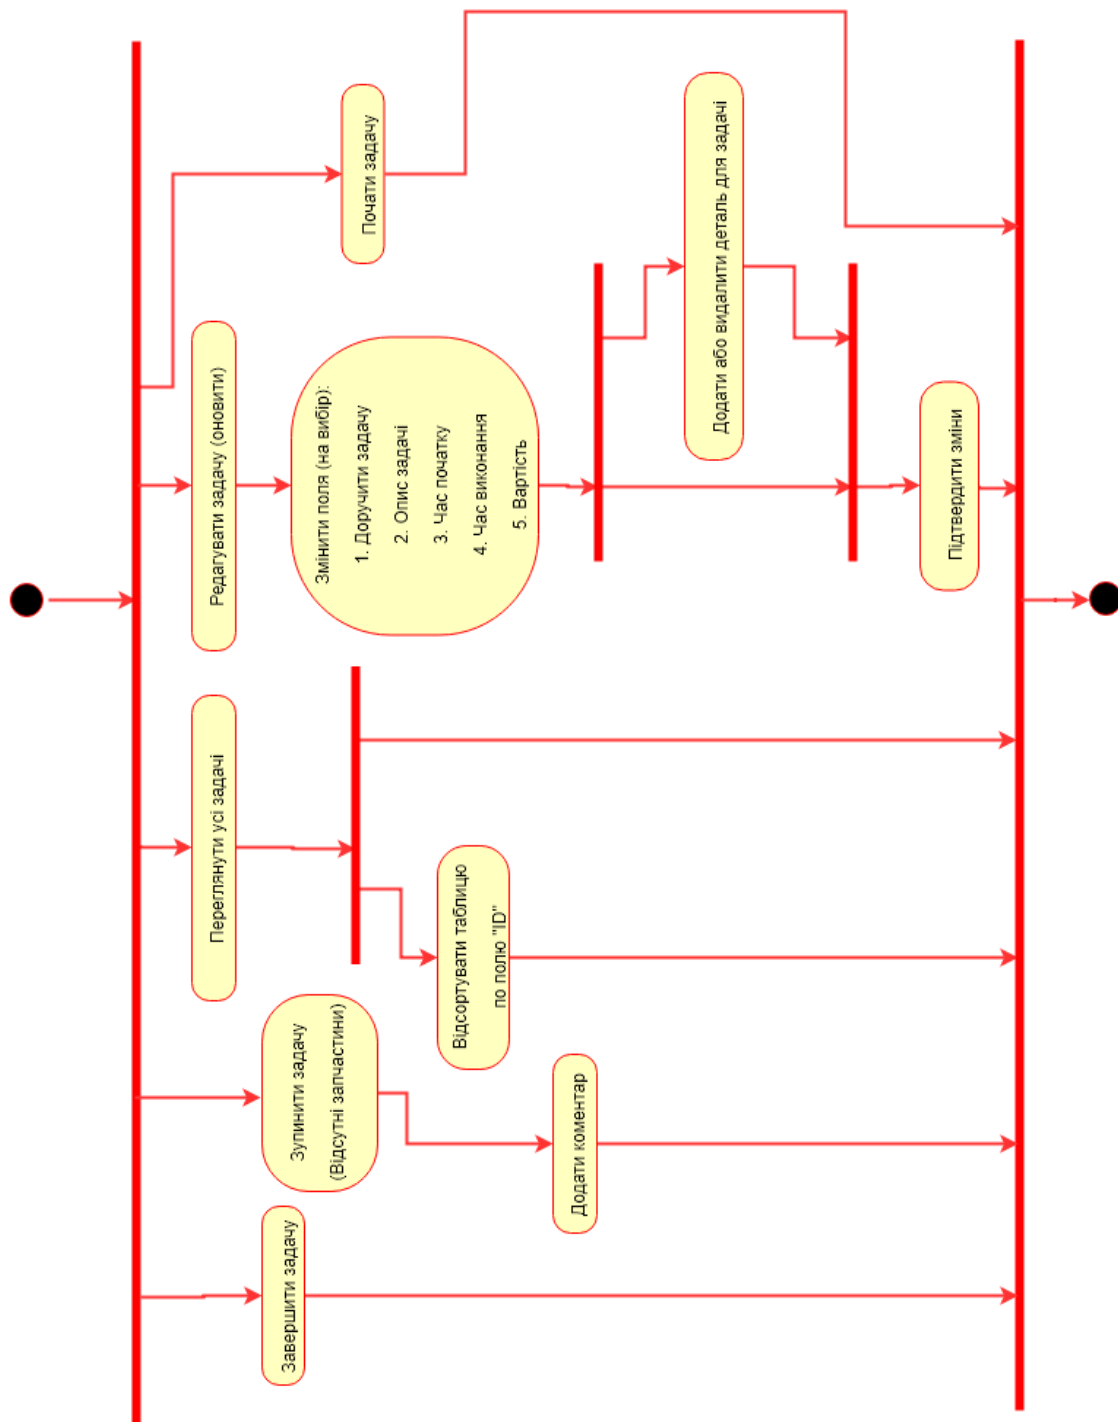 Завершити задачу
Зупинити задачу
(Відсутні запчастини)
Додати коментар
Переглянути усі задачі
Відсортувати таблицю
по полю "ID"
Редагувати задачу (оновити)
Змінити поля (на вибір):
1. Доручити задачу
2. Опис задачі
3. Час початку
4. Час виконання
5. Вартість
Додати або видалити деталь для задачі
Підтвердити зміни
Почати задачу